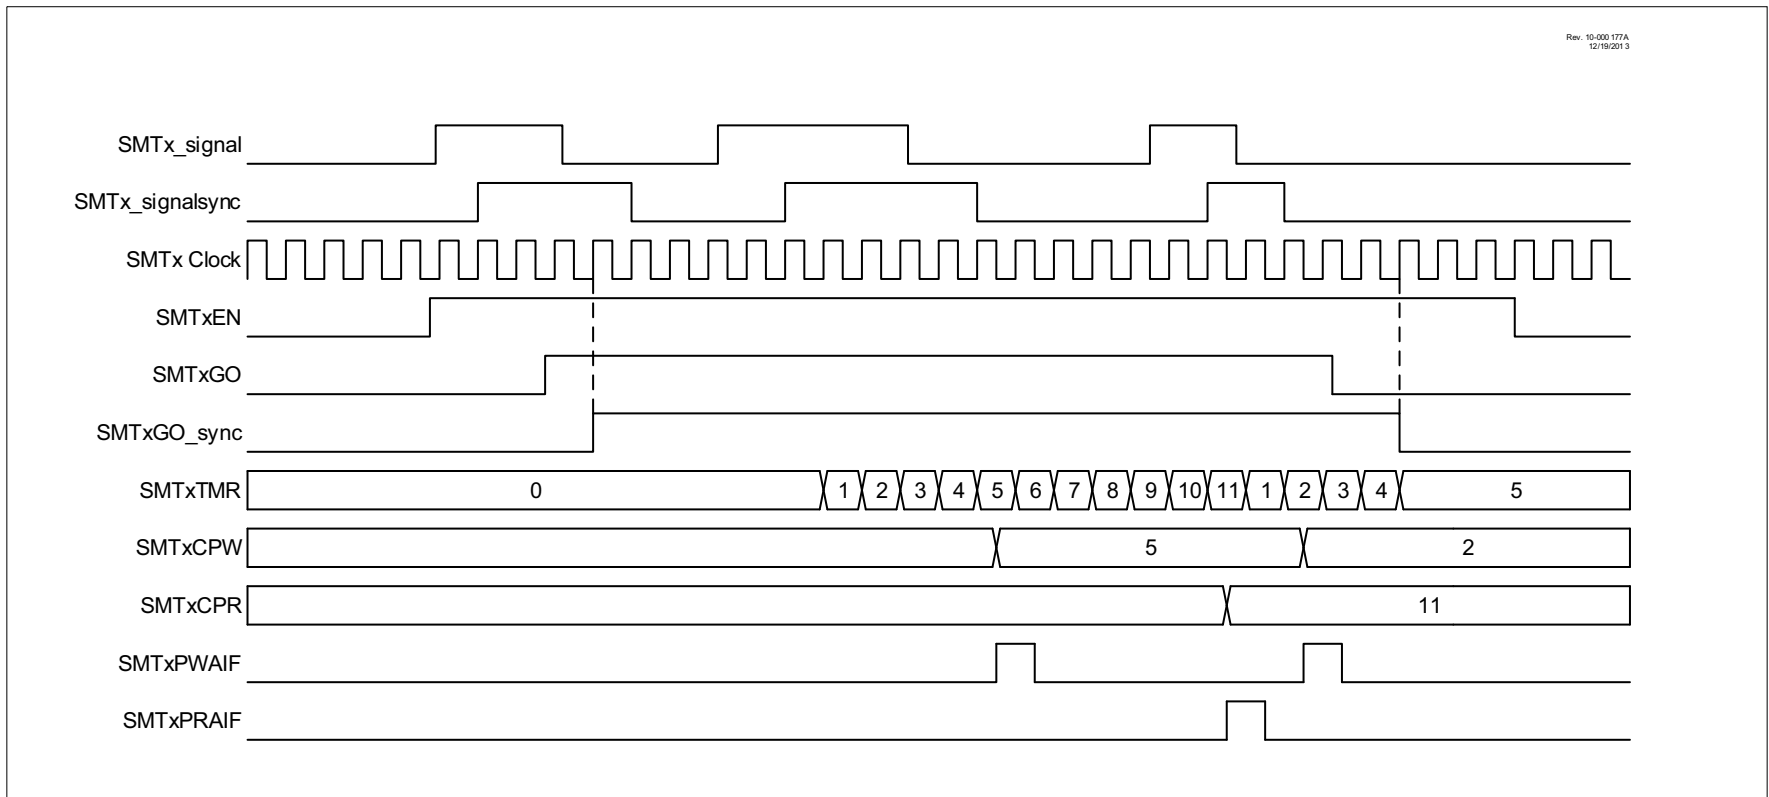 Rev. 10-000 177A
12/19/201 3
SMTx_signal
SMTx_signalsync
SMTx Clock
SMTxEN
SMTxGO
SMTxGO_sync
SMTxTMR 0 1 2 3 4 5 6 7 8 9 10 11 1 2 3 4 5
SMTxCPW 5 2
SMTxCPR 11
SMTxPWAIF
SMTxPRAIF